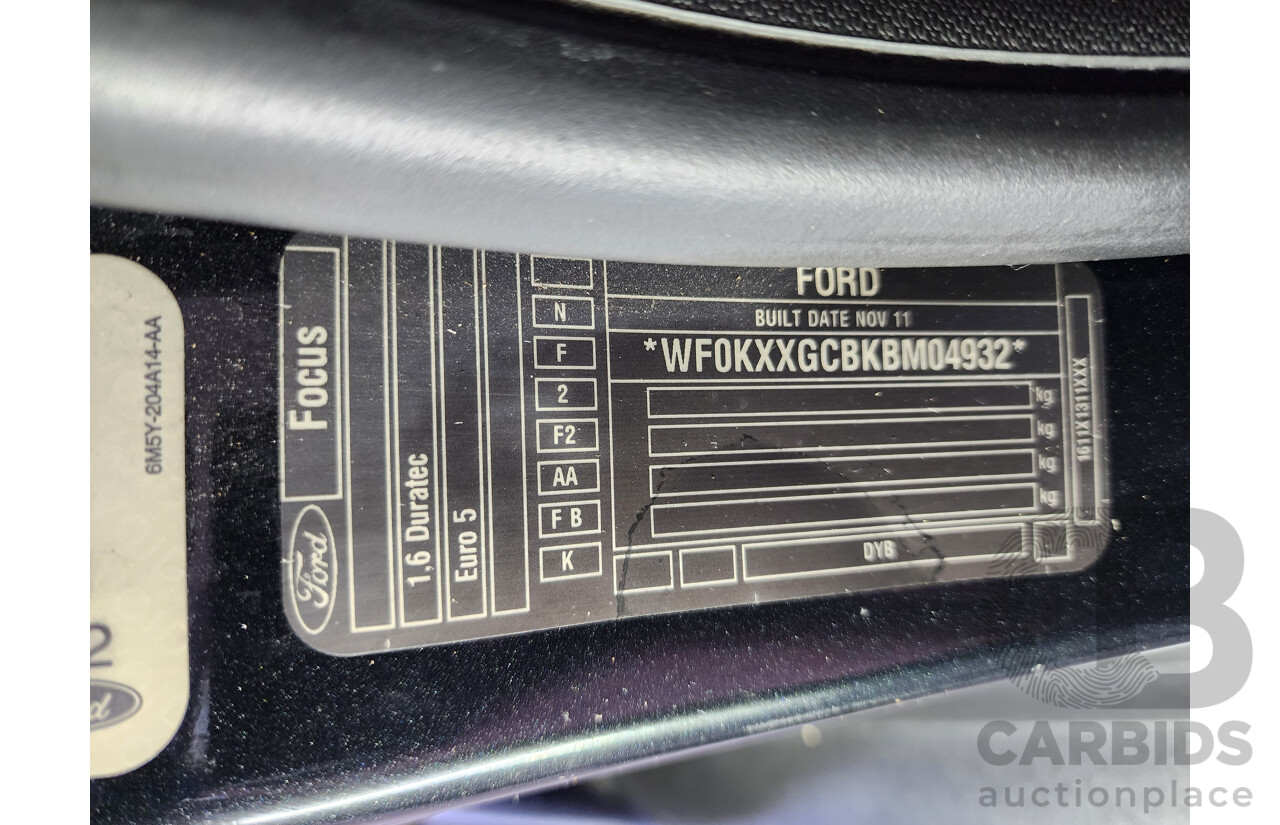 FORD
BUILT DATE NOV 11
*WF0KXXGCBKBM04932*
kg
kg
kg
kg
DYB
1611X1311XXX
N
F
2
F2
AA
F B
K
Focus
Ford
1,6 Duratec
Euro 5
6M5Y-204A14-AA
CARBIDS
auctionplace